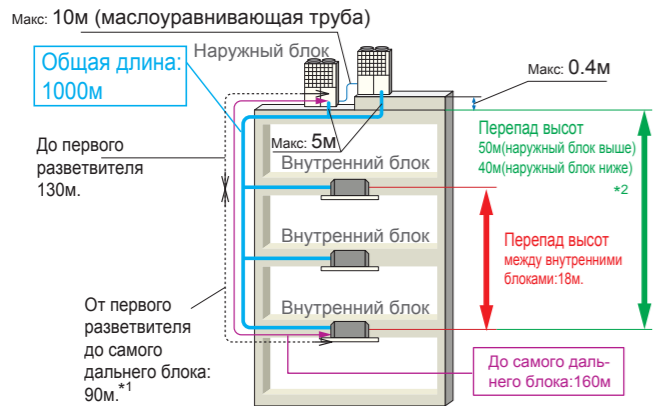 Макс: 10м (маслоуравнивающая труба)
Наружный блок
Общая длина:
1000м
Макс: 0.4м
Макс: 5м
До первого
разветвителя
130м.
Внутренний блок
Перепад высот
50м(наружный блок выше)
40м(наружный блок ниже)
*2
Внутренний блок
Перепад высот
между внутренними
блоками:18м.
От первого
разветвителя
до самого
дальнего блока:
90м.*1
Внутренний блок
До самого даль-
него блока:160м